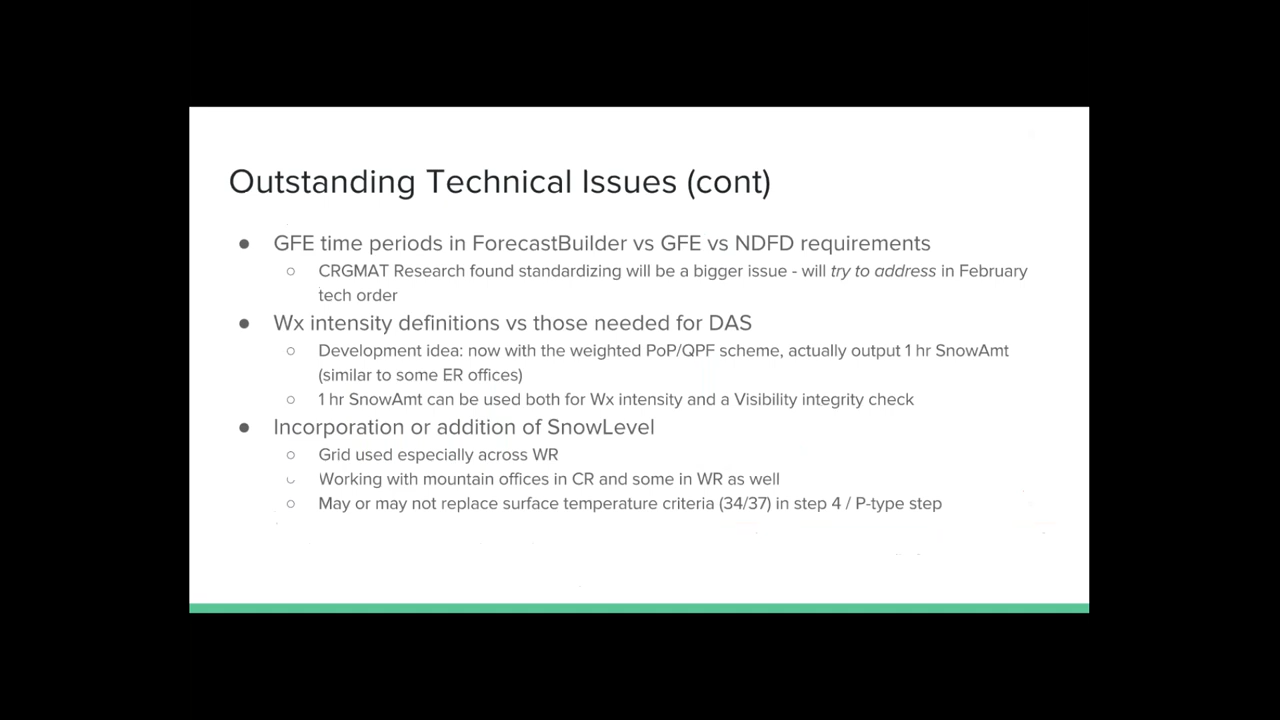 Outstanding Technical Issues (cont)
● GFE time periods in ForecastBuilder vs GFE vs NDFD requirements
○ CRGMAT Research found standardizing will be a bigger issue - will try to address in February
tech order
● Wx intensity definitions vs those needed for DAS
○ Development idea: now with the weighted PoP/QPF scheme, actually output 1 hr SnowAmt
(similar to some ER offices)
○ 1 hr SnowAmt can be used both for Wx intensity and a Visibility integrity check
● Incorporation or addition of SnowLevel
○ Grid used especially across WR
○ Working with mountain offices in CR and some in WR as well
○ May or may not replace surface temperature criteria (34/37) in step 4 / P-type step